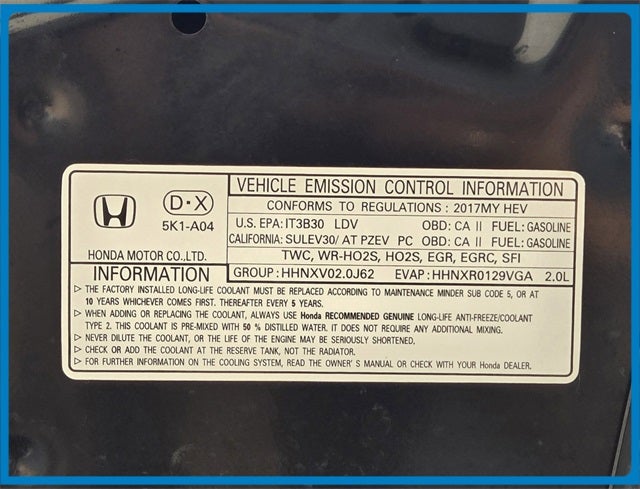 VEHICLE EMISSION CONTROL INFORMATION
D·X
5K1-A04
HONDA MOTOR CO.,LTD.
CONFORMS TO REGULATIONS : 2017MY HEV
U.S. EPA: IT3B30 LDV OBD: CA II FUEL: GASOLINE
CALIFORNIA: SULEV30/ AT PZEV PC OBD: CA II FUEL: GASOLINE
TWC, WR-HO2S, HO2S, EGR, EGRC, SFI
GROUP : HHNXV02.0J62 EVAP : HHNXR0129VGA 2.0L
INFORMATION
▷ THE FACTORY INSTALLED LONG-LIFE COOLANT MUST BE REPLACED ACCORDING TO MAINTENANCE MINDER SUB CODE 5, OR AT
10 YEARS WHICHEVER COMES FIRST. THEREAFTER EVERY 5 YEARS.
▷ WHEN ADDING OR REPLACING THE COOLANT, ALWAYS USE Honda RECOMMENDED GENUINE LONG-LIFE ANTI-FREEZE/COOLANT
TYPE 2. THIS COOLANT IS PRE-MIXED WITH 50 % DISTILLED WATER. IT DOES NOT REQUIRE ANY ADDITIONAL MIXING.
▷ NEVER DILUTE THE COOLANT, OR THE LIFE OF THE ENGINE MAY BE SERIOUSLY SHORTENED.
▷ CHECK OR ADD THE COOLANT AT THE RESERVE TANK, NOT THE RADIATOR.
▷ FOR FURTHER INFORMATION ON THE COOLING SYSTEM, READ THE OWNER'S MANUAL OR CHECK WITH YOUR Honda DEALER.